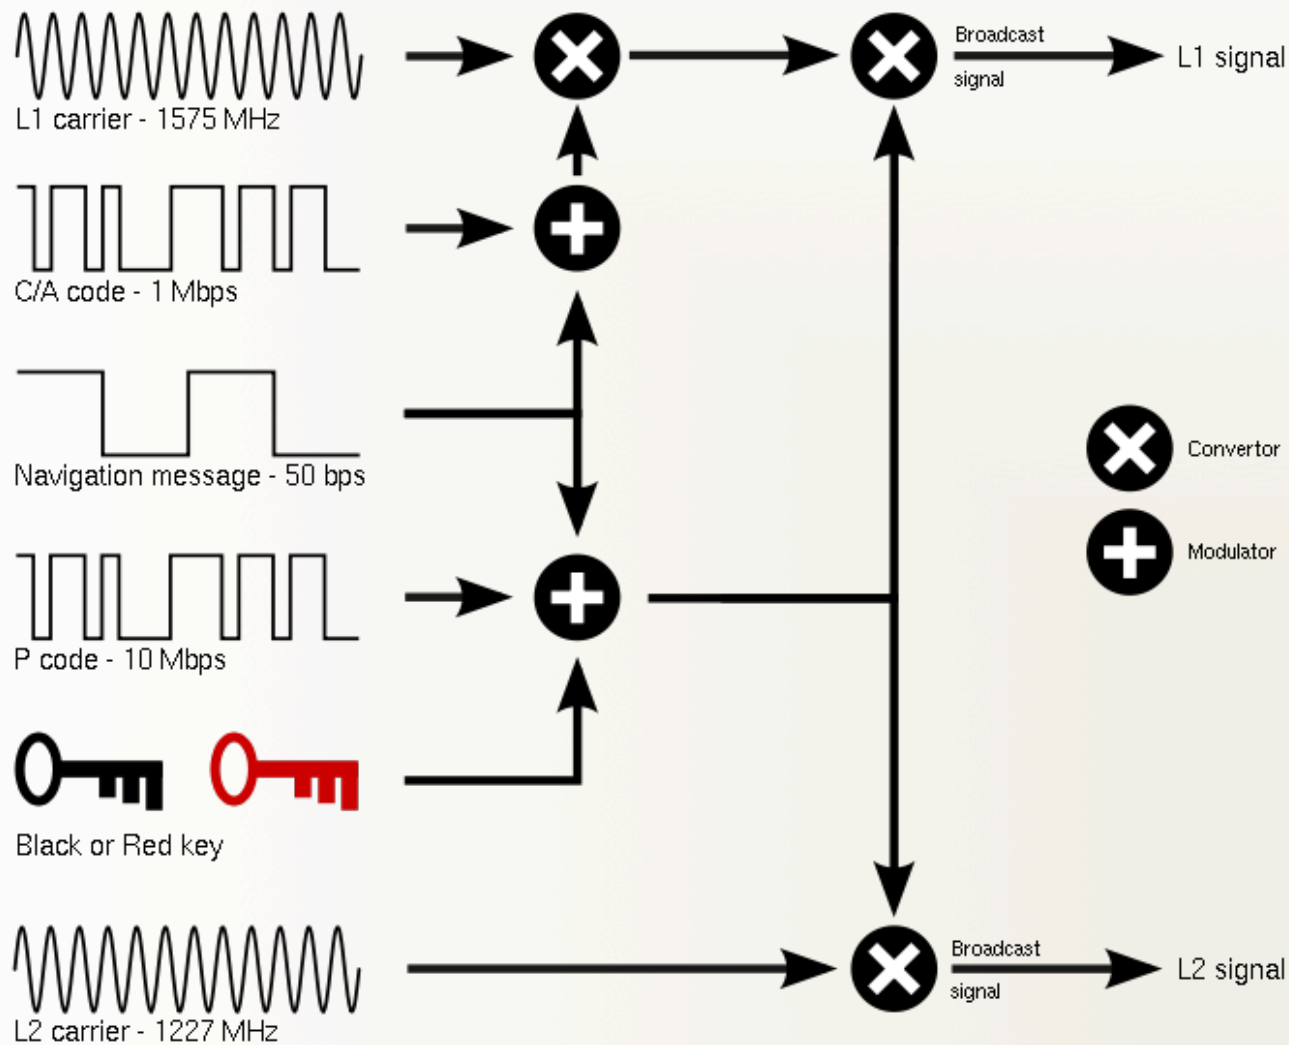 L1 carrier - 1575 MHz
Broadcast
signal
L1 signal
C/A code - 1 Mbps
Navigation message - 50 bps
Convertor
Modulator
P code - 10 Mbps
Black or Red key
L2 carrier - 1227 MHz
Broadcast
signal
L2 signal